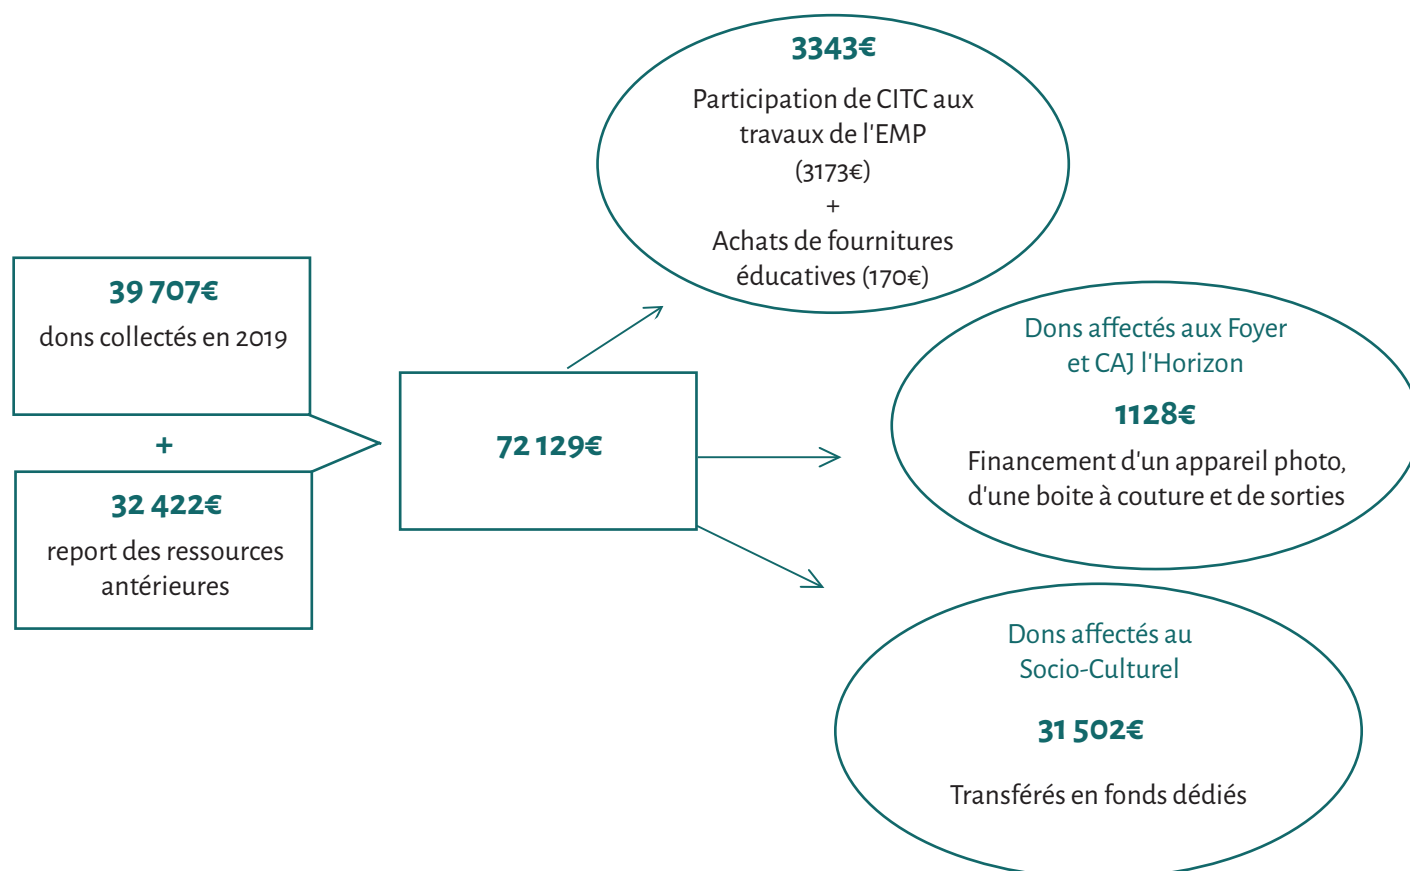 3343€
Participation de CITC aux
travaux de l'EMP
(3173€)
+
Achats de fournitures
éducatives (170€)
39 707€
dons collectés en 2019
+
32 422€
report des ressources
antérieures
72 129€
Dons affectés aux Foyer
et CAJ l'Horizon
1128€
Financement d'un appareil photo,
d'une boite à couture et de sorties
Dons affectés au
Socio-Culturel
31 502€
Transférés en fonds dédiés